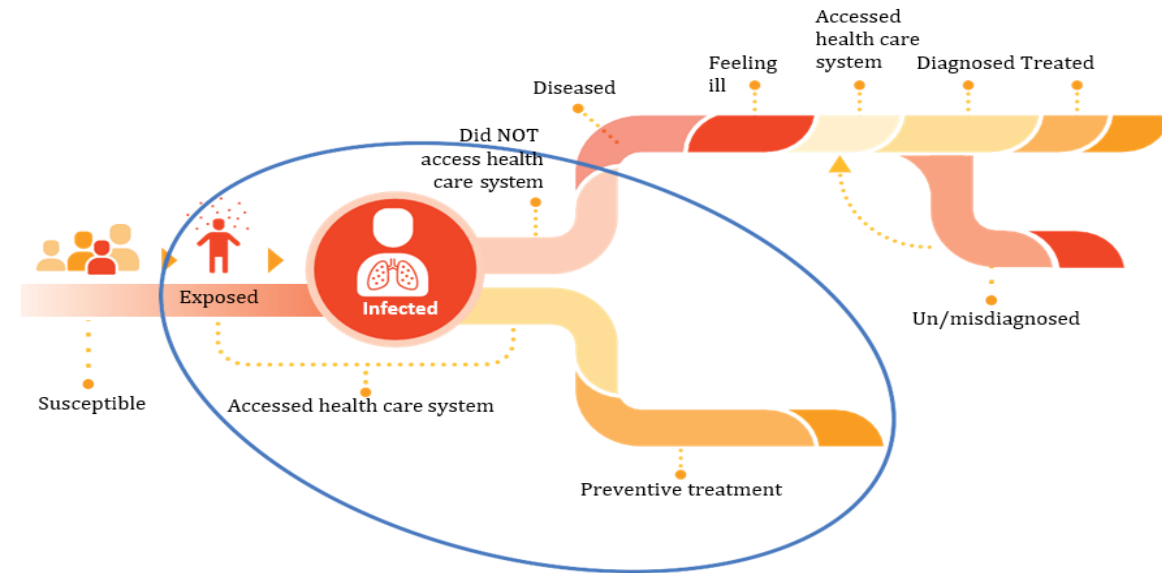 Accessed
health care
system
Feeling
ill
Diagnosed Treated
Diseased
Did NOT
access health
care system
Exposed
Infected
Un/misdiagnosed
Susceptible
Accessed health care system
Preventive treatment